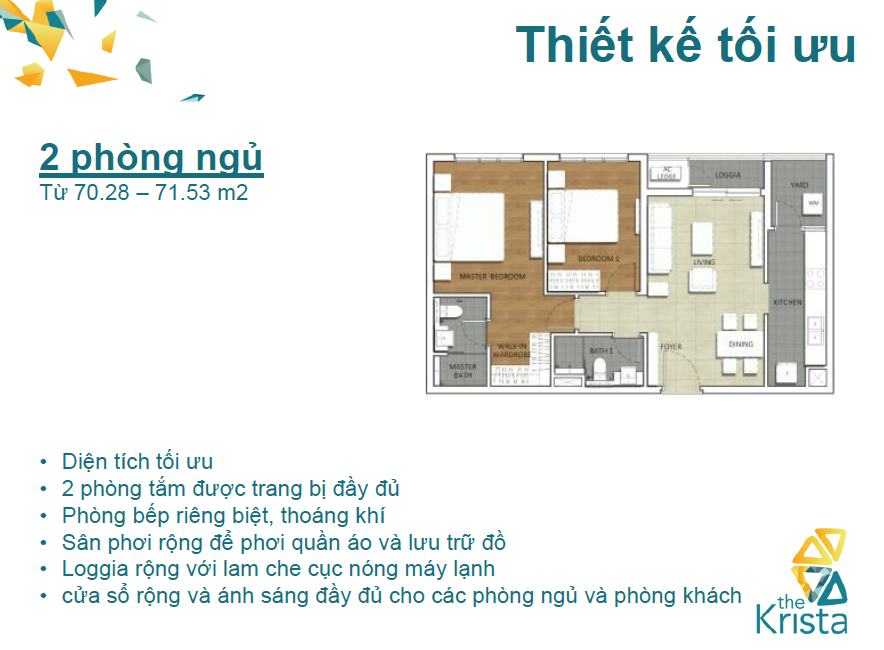 Thiết kế tối ưu
2 phòng ngủ
Từ 70.28 – 71.53 m2
AC
LEDGE
LOGGIA
YARD
WM
BEDROOM 1
LIVING
MASTER BEDROOM
KITCHEN
WALK-IN
WARDROBE
BATH 1
FOYER
DINING
MASTER
BATH
• Diện tích tối ưu
• 2 phòng tắm được trang bị đầy đủ
• Phòng bếp riêng biệt, thoáng khí
• Sân phơi rộng để phơi quần áo và lưu trữ đồ
• Loggia rộng với lam che cục nóng máy lạnh
• cửa sổ rộng và ánh sáng đầy đủ cho các phòng ngủ và phòng khách
the
Krista